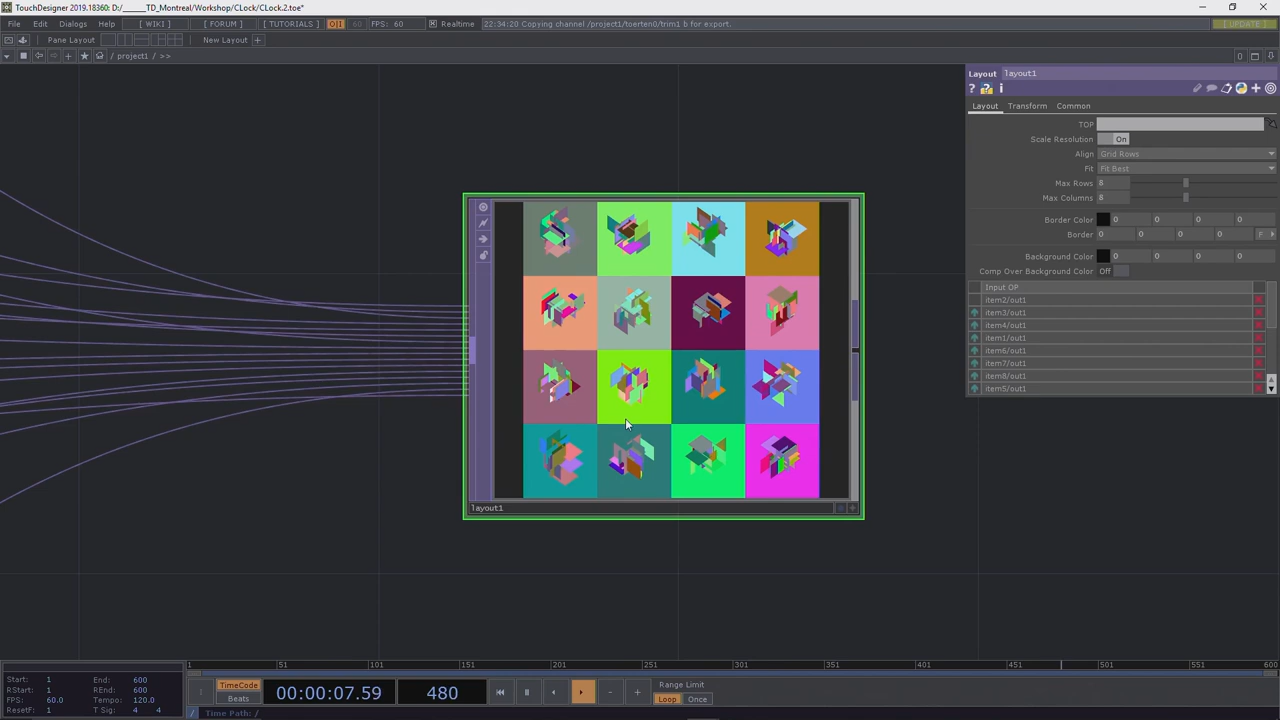 TouchDesigner 2019.18360: D:/______TD_Montreal/Workshop/CLock/CLock.2.toe*
File Edit Dialogs Help [ WIKI ] [ FORUM ] [ TUTORIALS ] O|I 60 FPS: 60 Realtime 22:34:20 Copying channel /project1/toerten0/trim1 b for export. [ UPDATE ]
Pane Layout New Layout +
/ project1 / >>
Layout layout1
Layout Transform Common
TOP
Scale Resolution On
Align Grid Rows
Fit Fit Best
Max Rows 8
Max Columns 8
Border Color 0 0 0 0
Border 0 0 0 0 F
Background Color 0 0 0 0
Comp Over Background Color Off
Input OP
item2/out1
item3/out1
item4/out1
item1/out1
item6/out1
item7/out1
item8/out1
item5/out1
layout1
1 51 101 151 201 251 301 351 401 451 501 551 600
Start: 1 End: 600
RStart: 1 REnd: 600
FPS: 60.0 Tempo: 120.0
ResetF: 1 T Sig: 4 4
TimeCode
Beats
00:00:07.59 480
Range Limit
Loop Once
/ Time Path: /